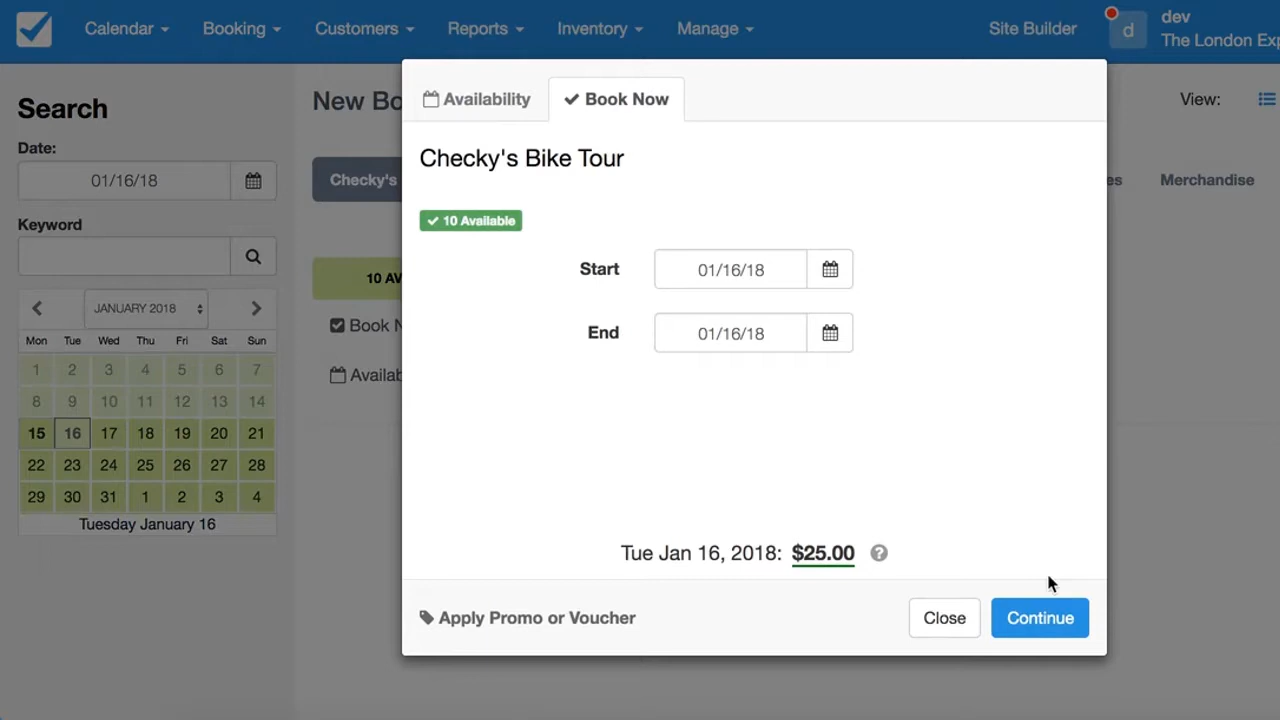 Calendar Booking Customers Reports Inventory Manage Site Builder d dev
The London Exp
Search
Date:
01/16/18
Keyword
JANUARY 2018
Mon Tue Wed Thu Fri Sat Sun
1 2 3 4 5 6 7
8 9 10 11 12 13 14
15 16 17 18 19 20 21
22 23 24 25 26 27 28
29 30 31 1 2 3 4
Tuesday January 16
New Bo
View:
Checky's
es Merchandise
10 AV
Book N
Availab
Availability Book Now
Checky's Bike Tour
10 Available
Start 01/16/18
End 01/16/18
Tue Jan 16, 2018: $25.00 ?
Apply Promo or Voucher Close Continue